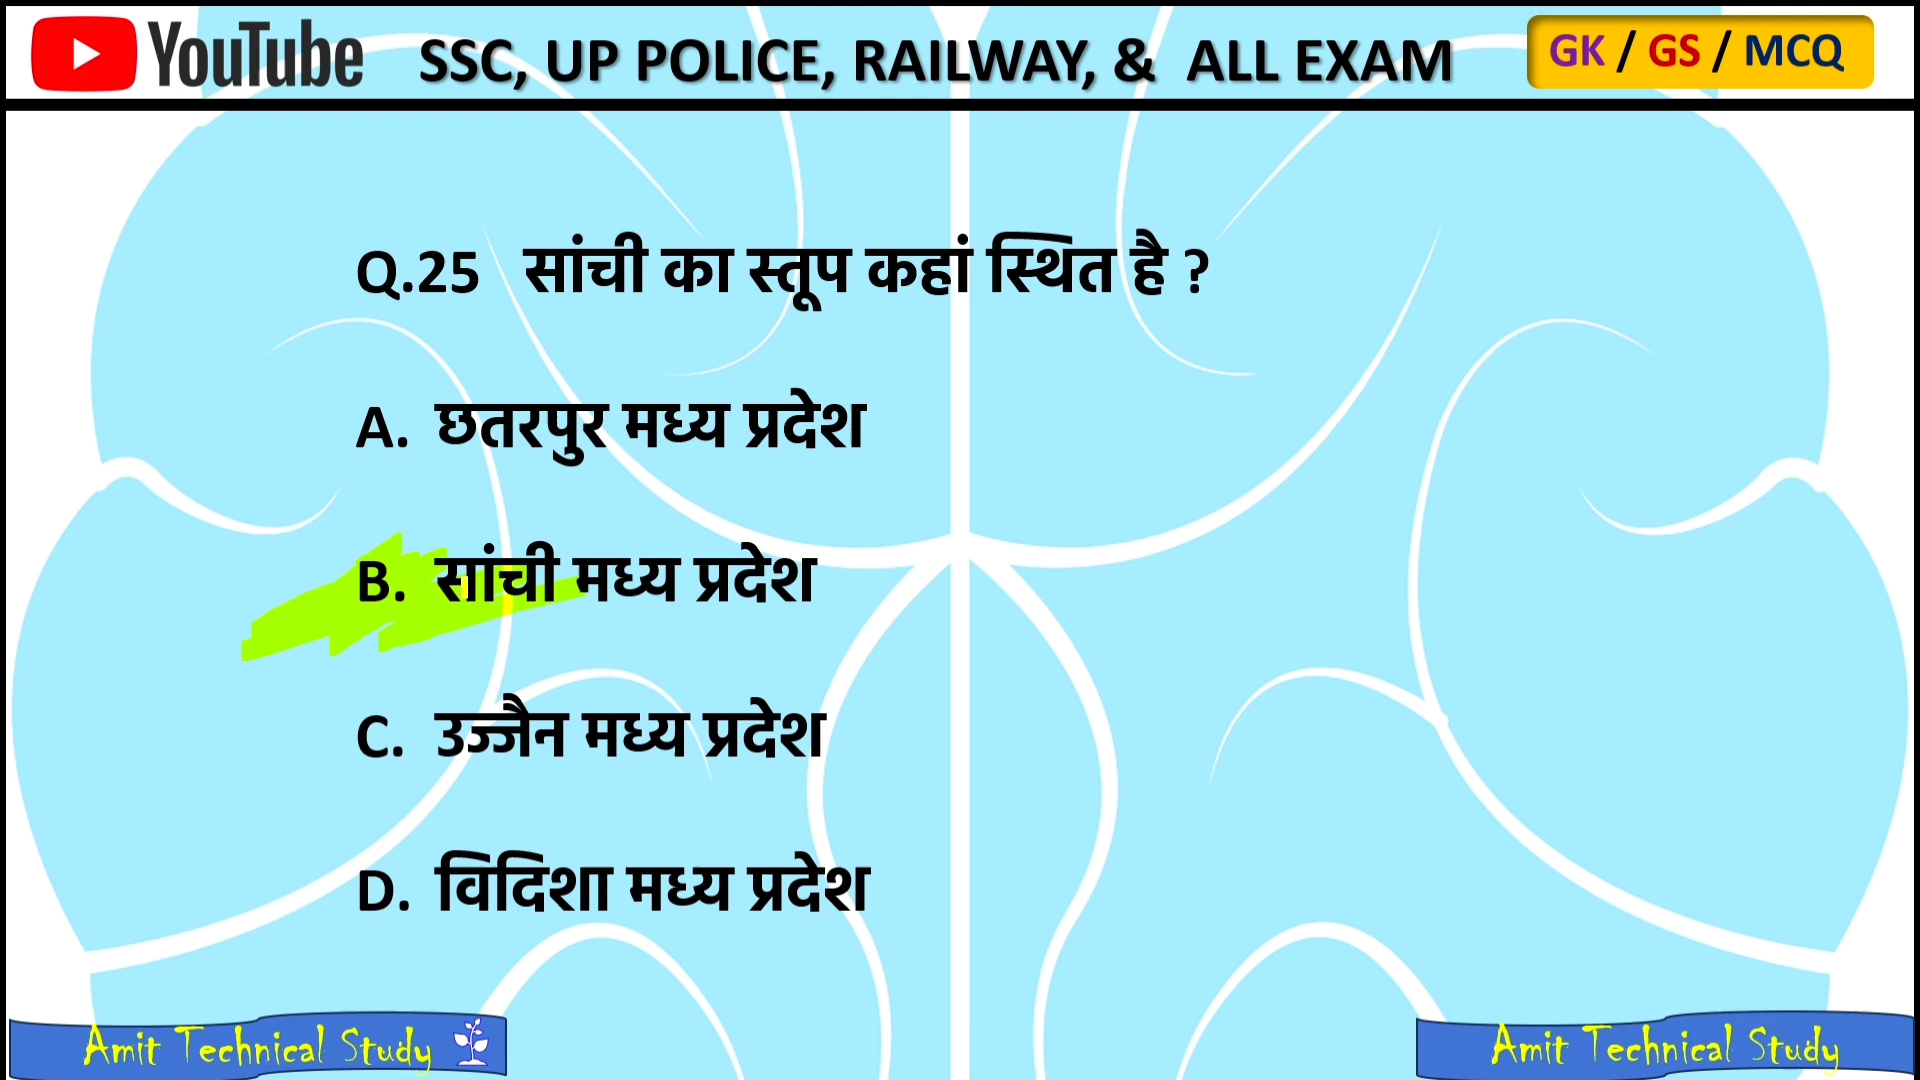 YouTube SSC, UP POLICE, RAILWAY, & ALL EXAM GK / GS / MCQ
Q.25 सांची का स्तूप कहां स्थित है ?
A. छतरपुर मध्य प्रदेश
B. सांची मध्य प्रदेश
C. उज्जैन मध्य प्रदेश
D. विदिशा मध्य प्रदेश
Amit Technical Study Amit Technical Study